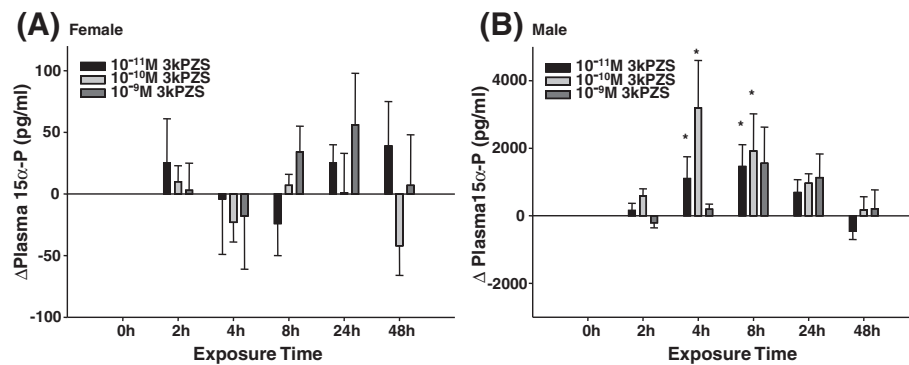 (A) Female
10⁻¹¹M 3kPZS
10⁻¹⁰M 3kPZS
10⁻⁹M 3kPZS
ΔPlasma 15α-P (pg/ml)
100
50
0
-50
-100
0h 2h 4h 8h 24h 48h
Exposure Time
(B) Male
10⁻¹¹M 3kPZS
10⁻¹⁰M 3kPZS
10⁻⁹M 3kPZS
Δ Plasma15α-P (pg/ml)
4000
2000
0
-2000
* * * *
0h 2h 4h 8h 24h 48h
Exposure Time